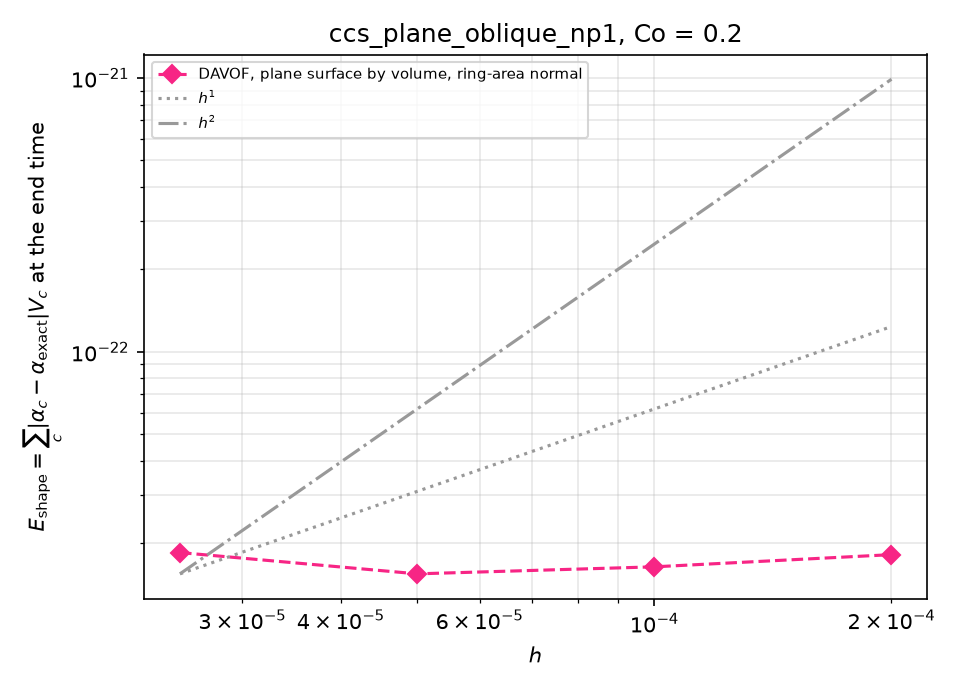 ccs_plane_oblique_np1, Co = 0.2
DAVOF, plane surface by volume, ring-area normal
h¹
h²
E_shape = ∑_c |α_c − α_exact|V_c at the end time
10⁻²¹
10⁻²²
3 × 10⁻⁵ 4 × 10⁻⁵ 6 × 10⁻⁵ 10⁻⁴ 2 × 10⁻⁴
h